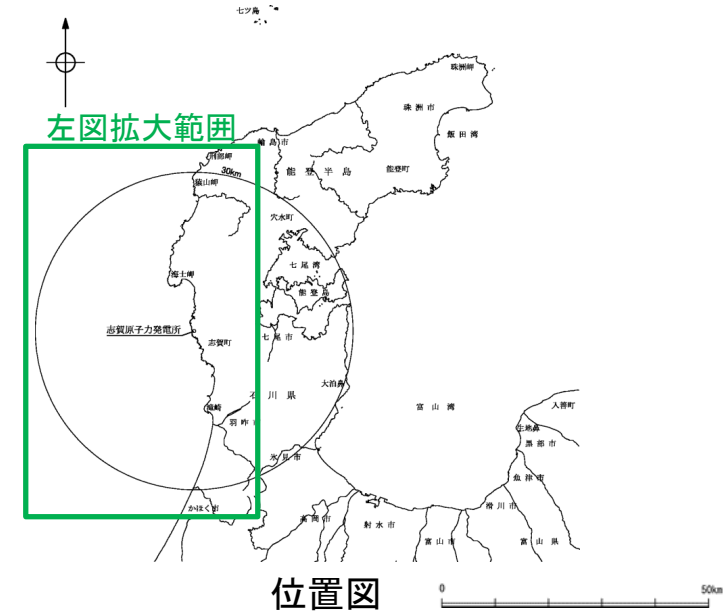 七ツ島
珠洲岬
珠洲市
飯田湾
左図拡大範囲
輪島市
刑部岬
30km
猿山岬
能登半島
能登町
穴水町
七尾湾
海士岬
能登島
志賀原子力発電所
志賀町
七尾市
大泊鼻
石川県
滝崎
羽咋市
富山湾
入善町
生地鼻
黒部市
氷見市
魚津市
滑川市
かほく市
高岡市
射水市
富山市
富山県
位置図
0
50km